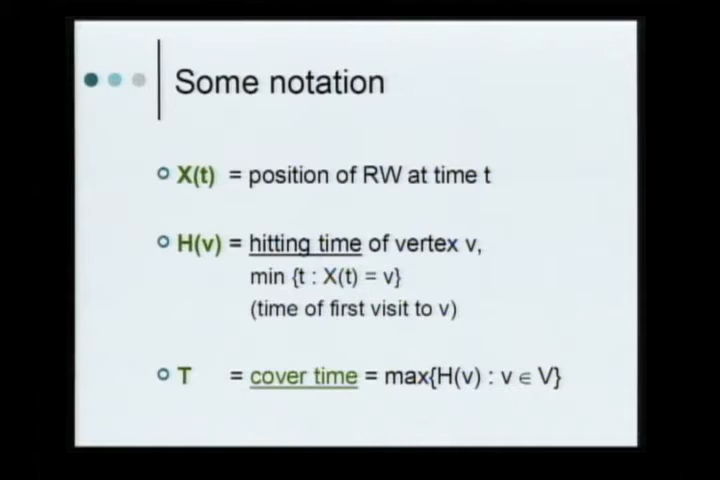 Some notation
X(t) = position of RW at time t
H(v) = hitting time of vertex v,
min {t : X(t) = v}
(time of first visit to v)
T = cover time = max{H(v) : v ∈ V}